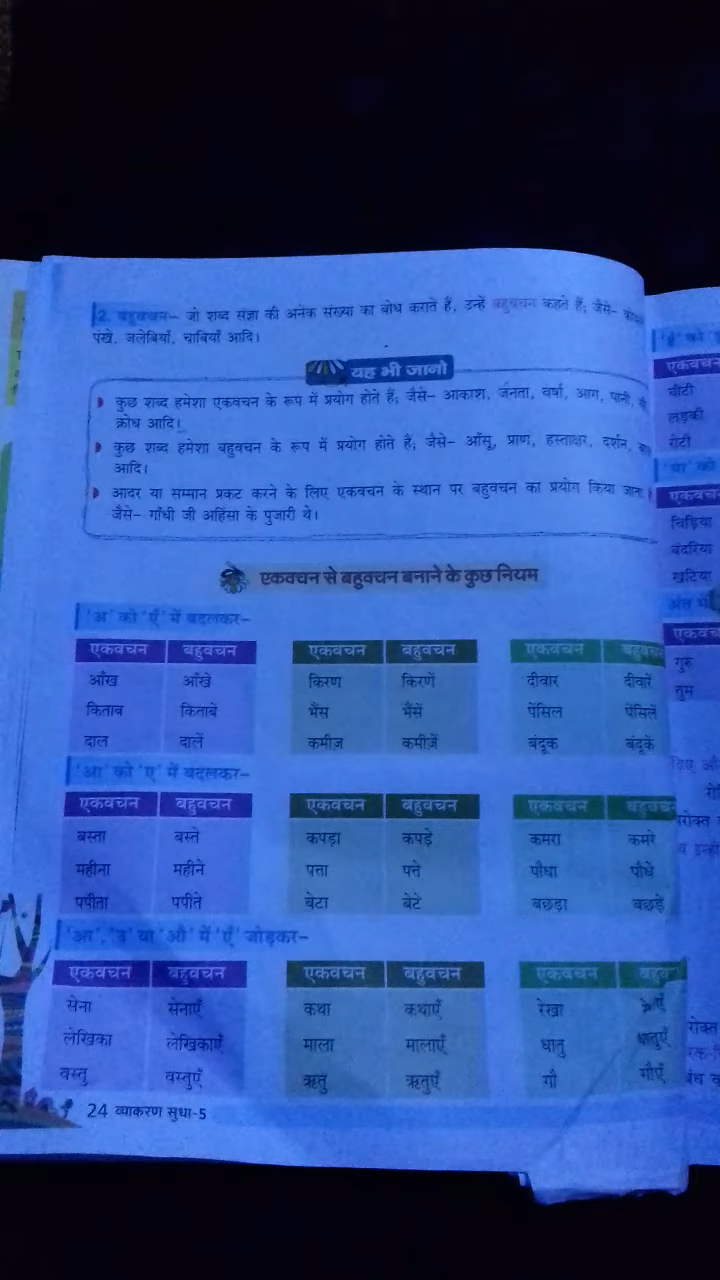 2. बहुवचन– जो शब्द संज्ञा की अनेक संख्या का बोध कराते हैं, उन्हें बहुवचन कहते हैं; जैसे–
पंखे, जलेबियाँ, चाबियाँ आदि।
यह भी जानो
कुछ शब्द हमेशा एकवचन के रूप में प्रयोग होते हैं; जैसे– आकाश, जनता, वर्षा, आग, पानी,
क्रोध आदि।
कुछ शब्द हमेशा बहुवचन के रूप में प्रयोग होते हैं; जैसे– आँसू, प्राण, हस्ताक्षर, दर्शन,
आदि।
आदर या सम्मान प्रकट करने के लिए एकवचन के स्थान पर बहुवचन का प्रयोग किया जाता
जैसे– गाँधी जी अहिंसा के पुजारी थे।
एकवचन से बहुवचन बनाने के कुछ नियम
'अ' को 'एँ' में बदलकर–
एकवचन बहुवचन एकवचन बहुवचन एकवचन बहुवचन
आँख आँखें किरण किरणें दीवार दीवारें
किताब किताबें भैंस भैंसें पेंसिल पेंसिलें
दाल दालें कमीज़ कमीज़ें बंदूक बंदूकें
'आ' को 'ए' में बदलकर–
एकवचन बहुवचन एकवचन बहुवचन एकवचन बहुवचन
बस्ता बस्ते कपड़ा कपड़े कमरा कमरे
महीना महीने पत्ता पत्ते पौधा पौधे
पपीता पपीते बेटा बेटे बछड़ा बछड़े
'आ', 'उ' या 'औ' में 'एँ' जोड़कर–
एकवचन बहुवचन एकवचन बहुवचन एकवचन
सेना सेनाएँ कथा कथाएँ रेखा
लेखिका लेखिकाएँ माला मालाएँ धातु धातुएँ
वस्तु वस्तुएँ ऋतु ऋतुएँ गौ गौएँ
24 व्याकरण सुधा-5
एकवचन
चींटी
लड़की
रोटी
एकवचन
चिड़िया
बंदरिया
खटिया
अंत में
गुरु
तुम